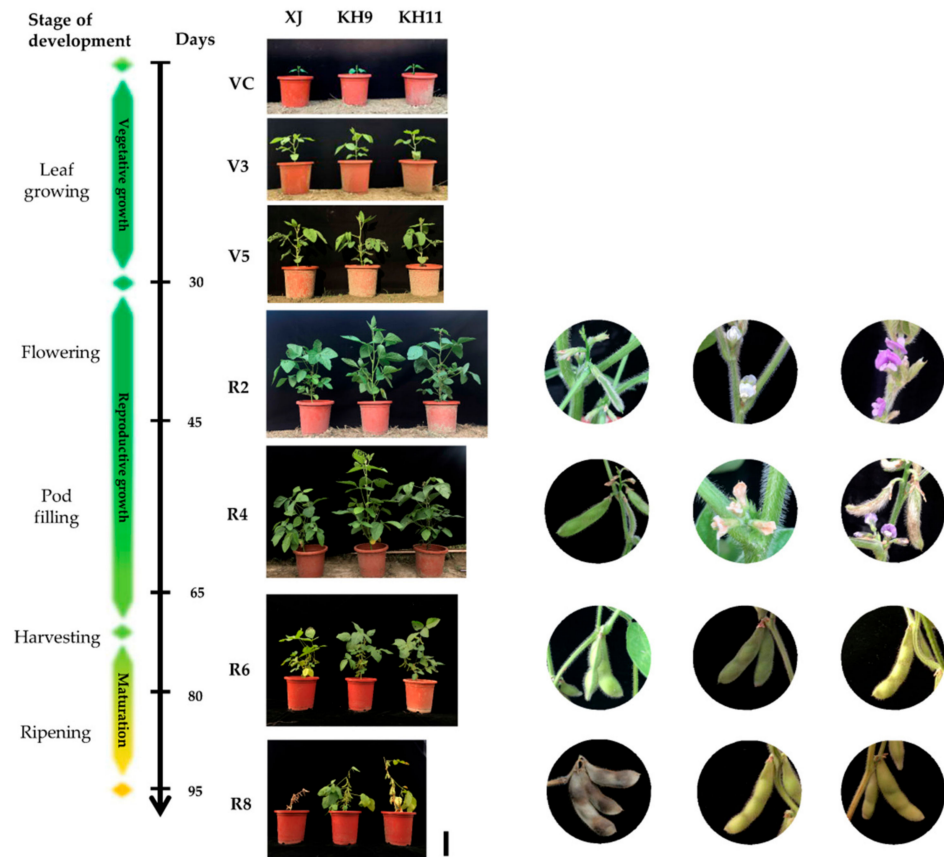 Stage of
development
Days
XJ
KH9
KH11
VC
Vegetative growth
Leaf
growing
V3
V5
30
Flowering
R2
45
Reproductive growth
Pod
filling
R4
65
Harvesting
R6
Maturation
80
Ripening
R8
95